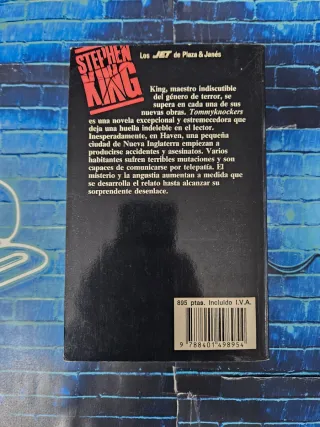 STEPHEN
KING
Los JET de Plaza & Janés
King, maestro indiscutible
del género de terror, se
supera en cada una de sus
nuevas obras. Tommyknockers
es una novela excepcional y estremecedora que
deja una huella indeleble en el lector.
Inesperadamente, en Haven, una pequeña
ciudad de Nueva Inglaterra empiezan a
producirse accidentes y asesinatos. Varios
habitantes sufren terribles mutaciones y son
capaces de comunicarse por telepatía. El
misterio y la angustia aumentan a medida que
se desarrolla el relato hasta alcanzar su
sorprendente desenlace.
895 ptas. Incluido I.V.A.
9 788401 498954